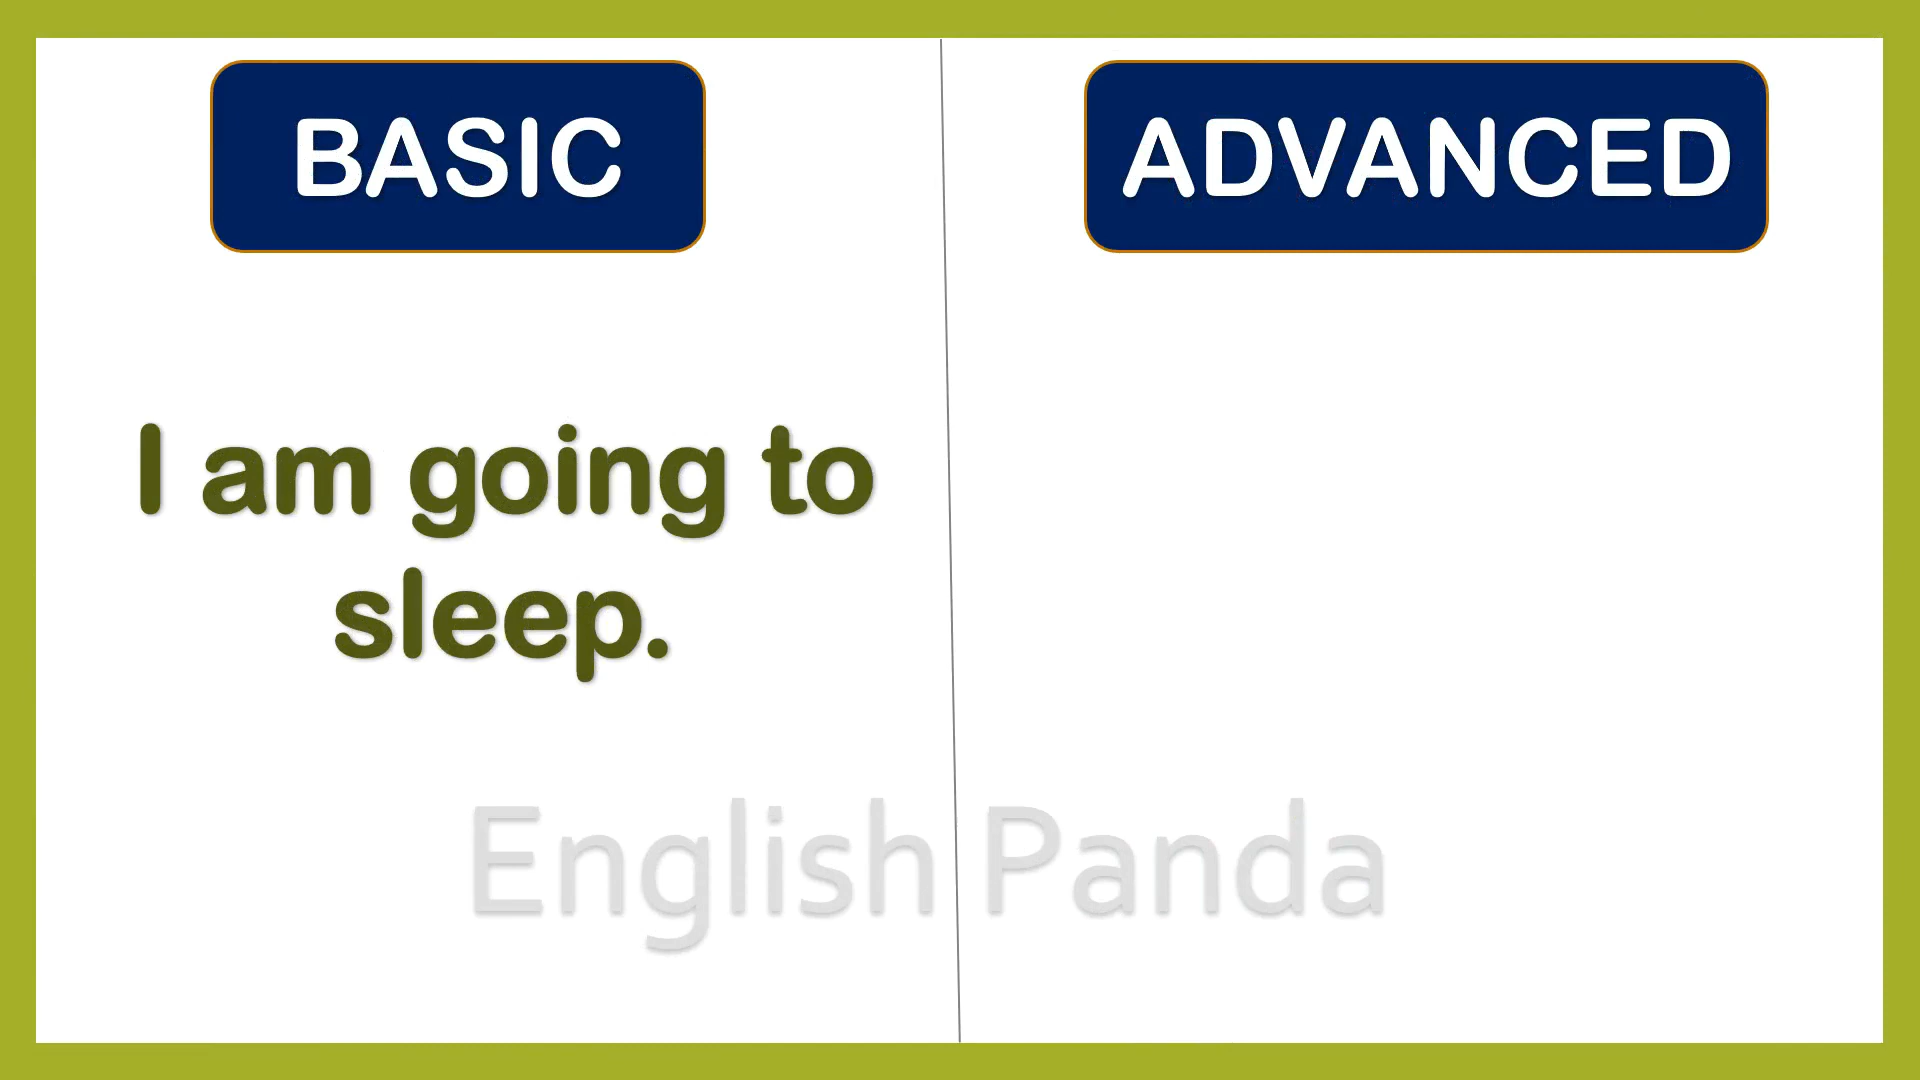 BASIC
ADVANCED
I am going to
sleep.
English Panda